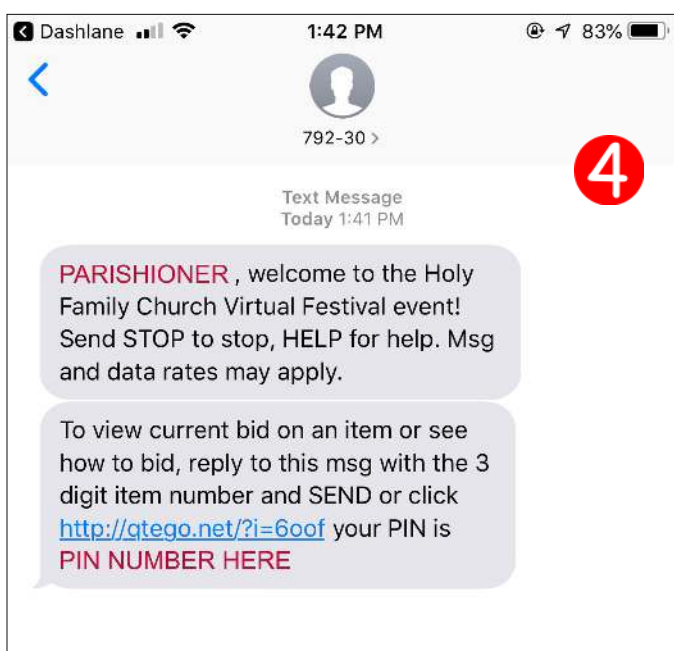 Dashlane 1:42 PM 83%
792-30 >
4
Text Message
Today 1:41 PM
PARISHIONER , welcome to the Holy
Family Church Virtual Festival event!
Send STOP to stop, HELP for help. Msg
and data rates may apply.
To view current bid on an item or see
how to bid, reply to this msg with the 3
digit item number and SEND or click
http://qtego.net/?i=6oof your PIN is
PIN NUMBER HERE